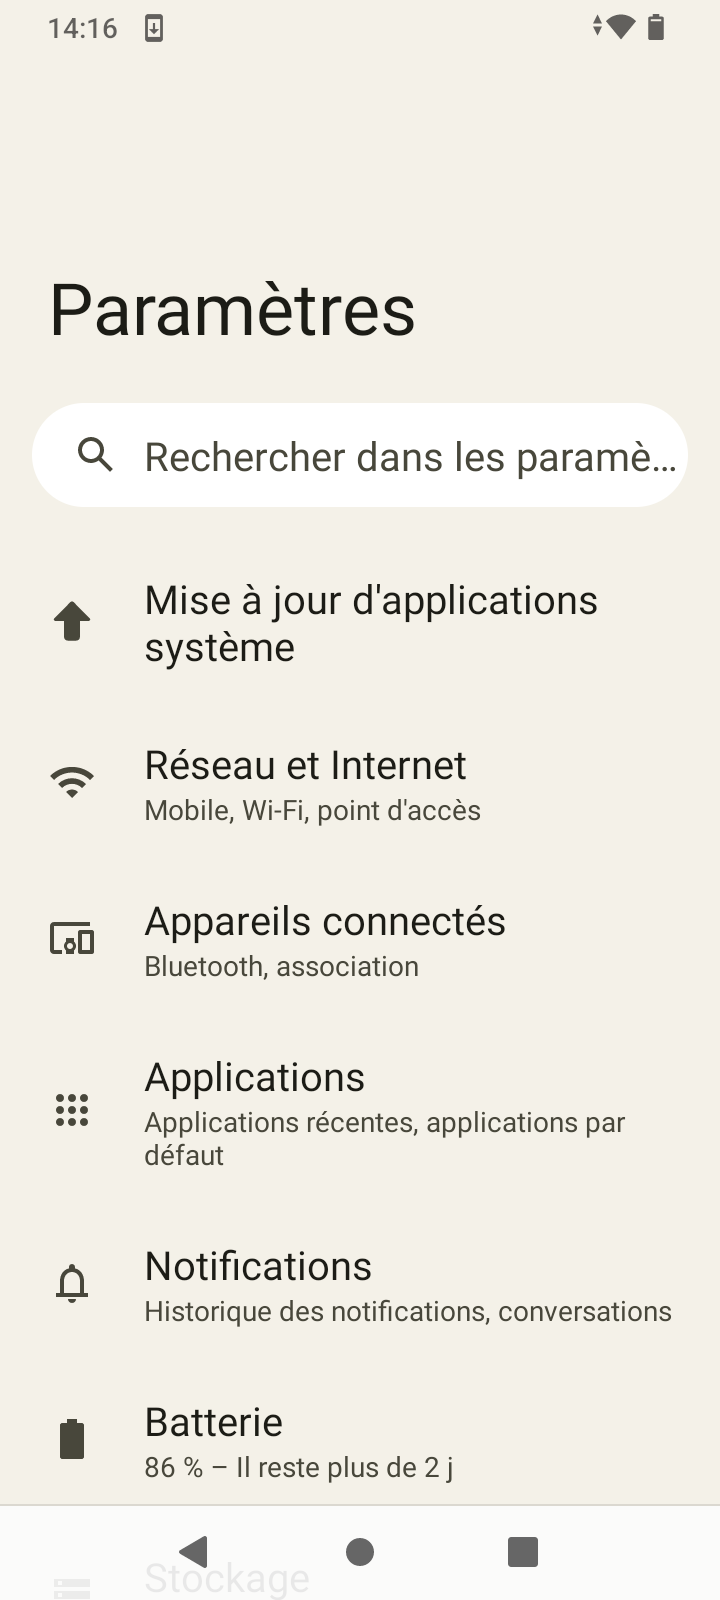 14:16
Paramètres
Rechercher dans les paramè…
Mise à jour d'applications
système
Réseau et Internet
Mobile, Wi-Fi, point d'accès
Appareils connectés
Bluetooth, association
Applications
Applications récentes, applications par
défaut
Notifications
Historique des notifications, conversations
Batterie
86 % – Il reste plus de 2 j
Stockage